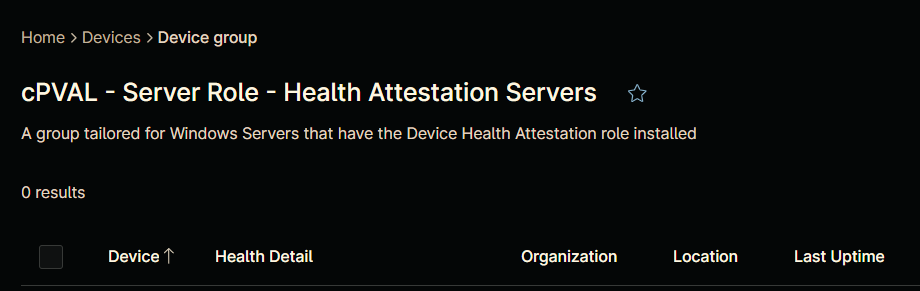 Home > Devices > Device group
cPVAL - Server Role - Health Attestation Servers
A group tailored for Windows Servers that have the Device Health Attestation role installed
0 results
Device ↑ Health Detail Organization Location Last Uptime